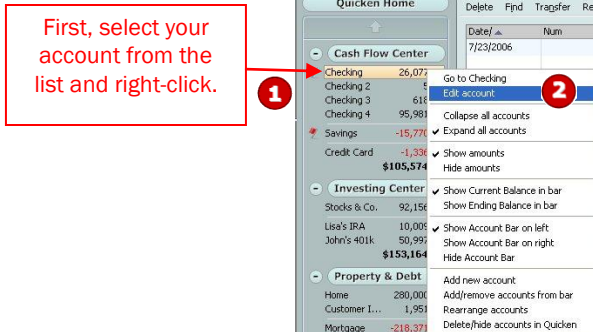 First, select your
account from the
list and right-click.
1
Quicken Home
Delete Find Transfer Re
Date/ Num
7/23/2006
Cash Flow Center
Checking 26,077
Checking 2 5
Checking 3 618
Checking 4 95,981
Savings -15,770
Credit Card -1,336
$105,574
Investing Center
Stocks & Co. 92,156
Lisa's IRA 10,009
John's 401k 50,997
$153,164
Property & Debt
Home 280,000
Customer I... 1,951
Mortgage -218,371
Go to Checking
Edit account
2
Collapse all accounts
Expand all accounts
Show amounts
Hide amounts
Show Current Balance in bar
Show Ending Balance in bar
Show Account Bar on left
Show Account Bar on right
Hide Account Bar
Add new account
Add/remove accounts from bar
Rearrange accounts
Delete/hide accounts in Quicken